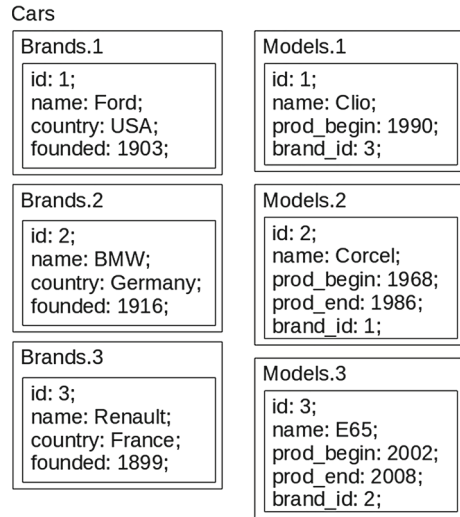 Cars
Brands.1
id: 1;
name: Ford;
country: USA;
founded: 1903;
Brands.2
id: 2;
name: BMW;
country: Germany;
founded: 1916;
Brands.3
id: 3;
name: Renault;
country: France;
founded: 1899;
Models.1
id: 1;
name: Clio;
prod_begin: 1990;
brand_id: 3;
Models.2
id: 2;
name: Corcel;
prod_begin: 1968;
prod_end: 1986;
brand_id: 1;
Models.3
id: 3;
name: E65;
prod_begin: 2002;
prod_end: 2008;
brand_id: 2;